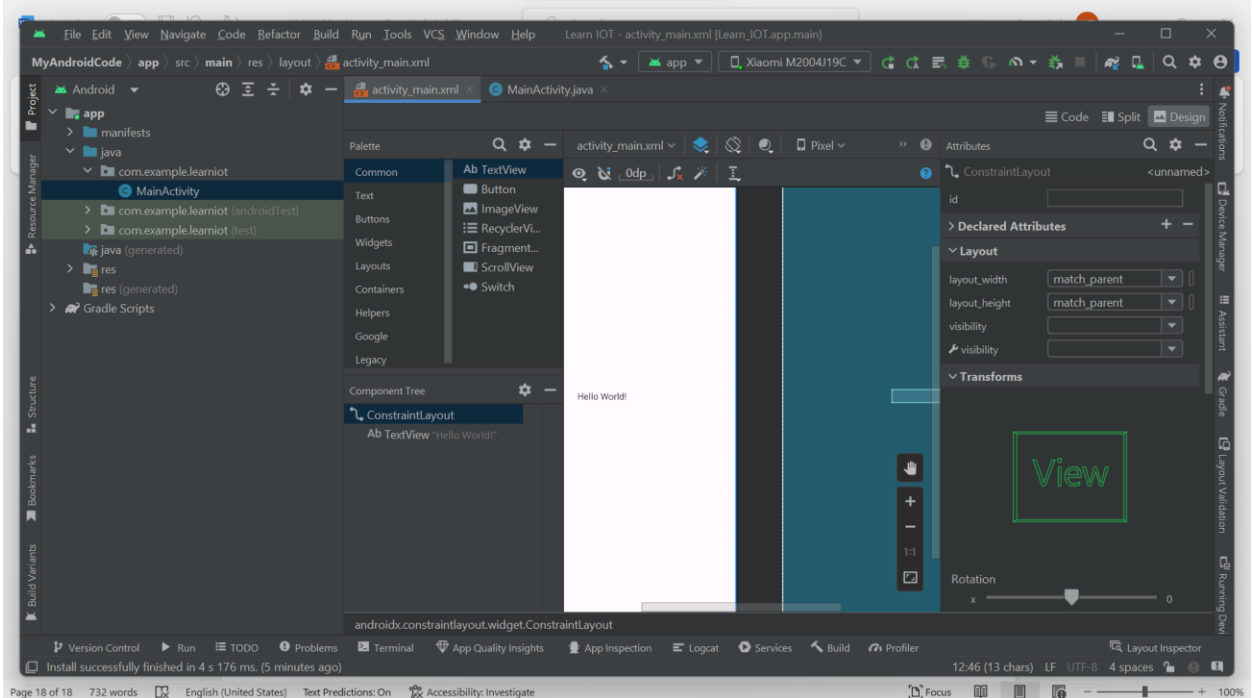 File Edit View Navigate Code Refactor Build Run Tools VCS Window Help Learn IOT - activity_main.xml [Learn_IOT.app.main]
MyAndroidCode app src main res layout activity_main.xml app Xiaomi M2004J19C
Project
Android
activity_main.xml
MainActivity.java
Notifications
Code Split Design
app
manifests
java
com.example.learniot
MainActivity
com.example.learniot (androidTest)
com.example.learniot (test)
java (generated)
res
res (generated)
Gradle Scripts
Resource Manager
Structure
Bookmarks
Build Variants
Palette
Common
Text
Buttons
Widgets
Layouts
Containers
Helpers
Google
Legacy
Ab TextView
Button
ImageView
RecyclerVi...
Fragment...
ScrollView
Switch
Component Tree
ConstraintLayout
Ab TextView "Hello World!"
activity_main.xml Pixel
0dp
Hello World!
1:1
Attributes
ConstraintLayout <unnamed>
id
Declared Attributes
Layout
layout_width match_parent
layout_height match_parent
visibility
visibility
Transforms
View
Rotation
x 0
Device Manager
Assistant
Gradle
Layout Validation
Running Devi
androidx.constraintlayout.widget.ConstraintLayout
Version Control Run TODO Problems Terminal App Quality Insights App Inspection Logcat Services Build Profiler Layout Inspector
Install successfully finished in 4 s 176 ms. (5 minutes ago) 12:46 (13 chars) LF UTF-8 4 spaces
Page 18 of 18 732 words English (United States) Text Predictions: On Accessibility: Investigate Focus 100%